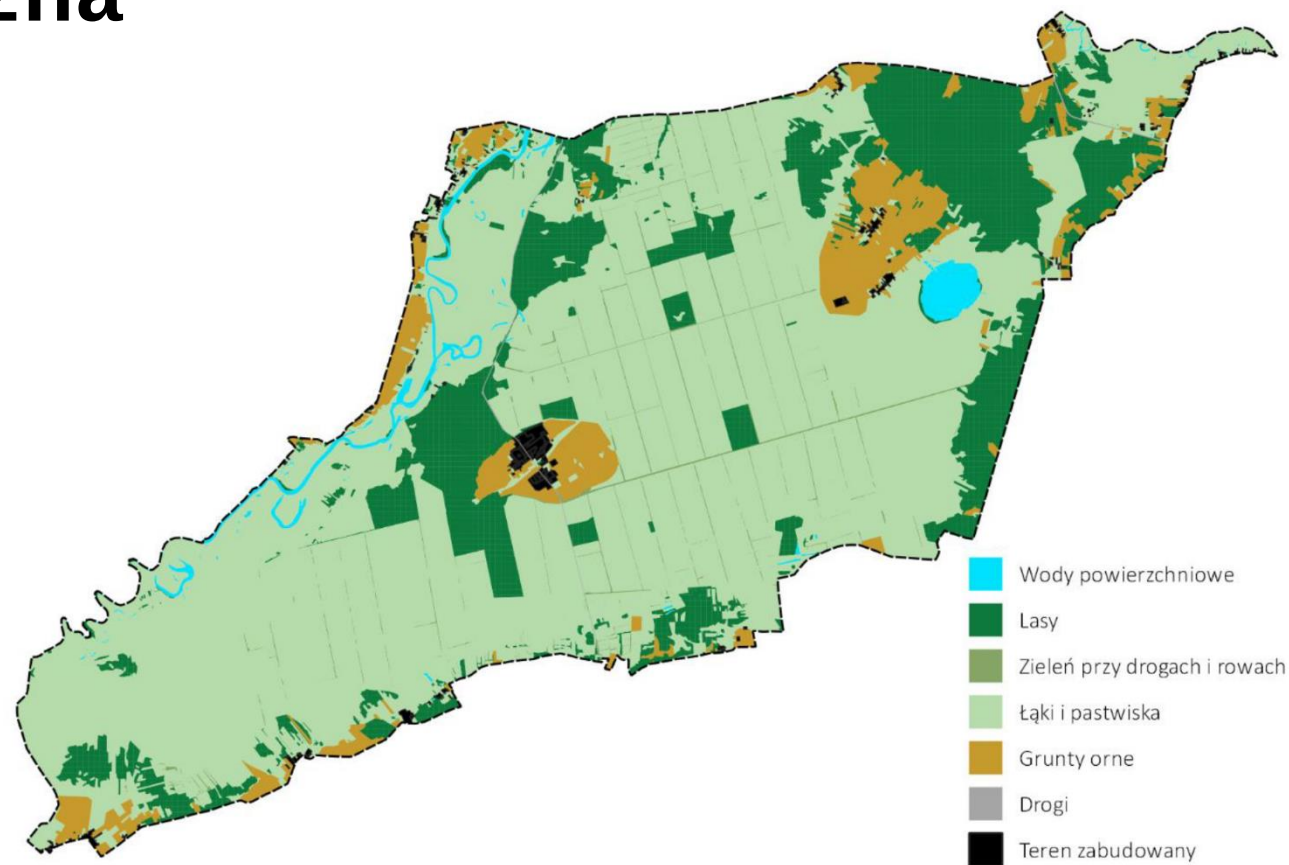 Wody powierzchniowe
Lasy
Zieleń przy drogach i rowach
Łąki i pastwiska
Grunty orne
Drogi
Teren zabudowany